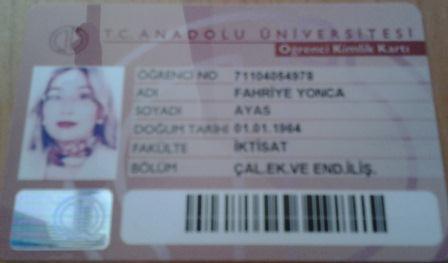 T.C. ANADOLU ÜNİVERSİTESİ
Öğrenci Kimlik Kartı
ÖĞRENCİ NO 71104054978
ADI FAHRİYE YONCA
SOYADI AYAS
DOĞUM TARİHİ 01.01.1964
FAKÜLTE İKTİSAT
BÖLÜM ÇAL.EK.VE END.İLİŞ.